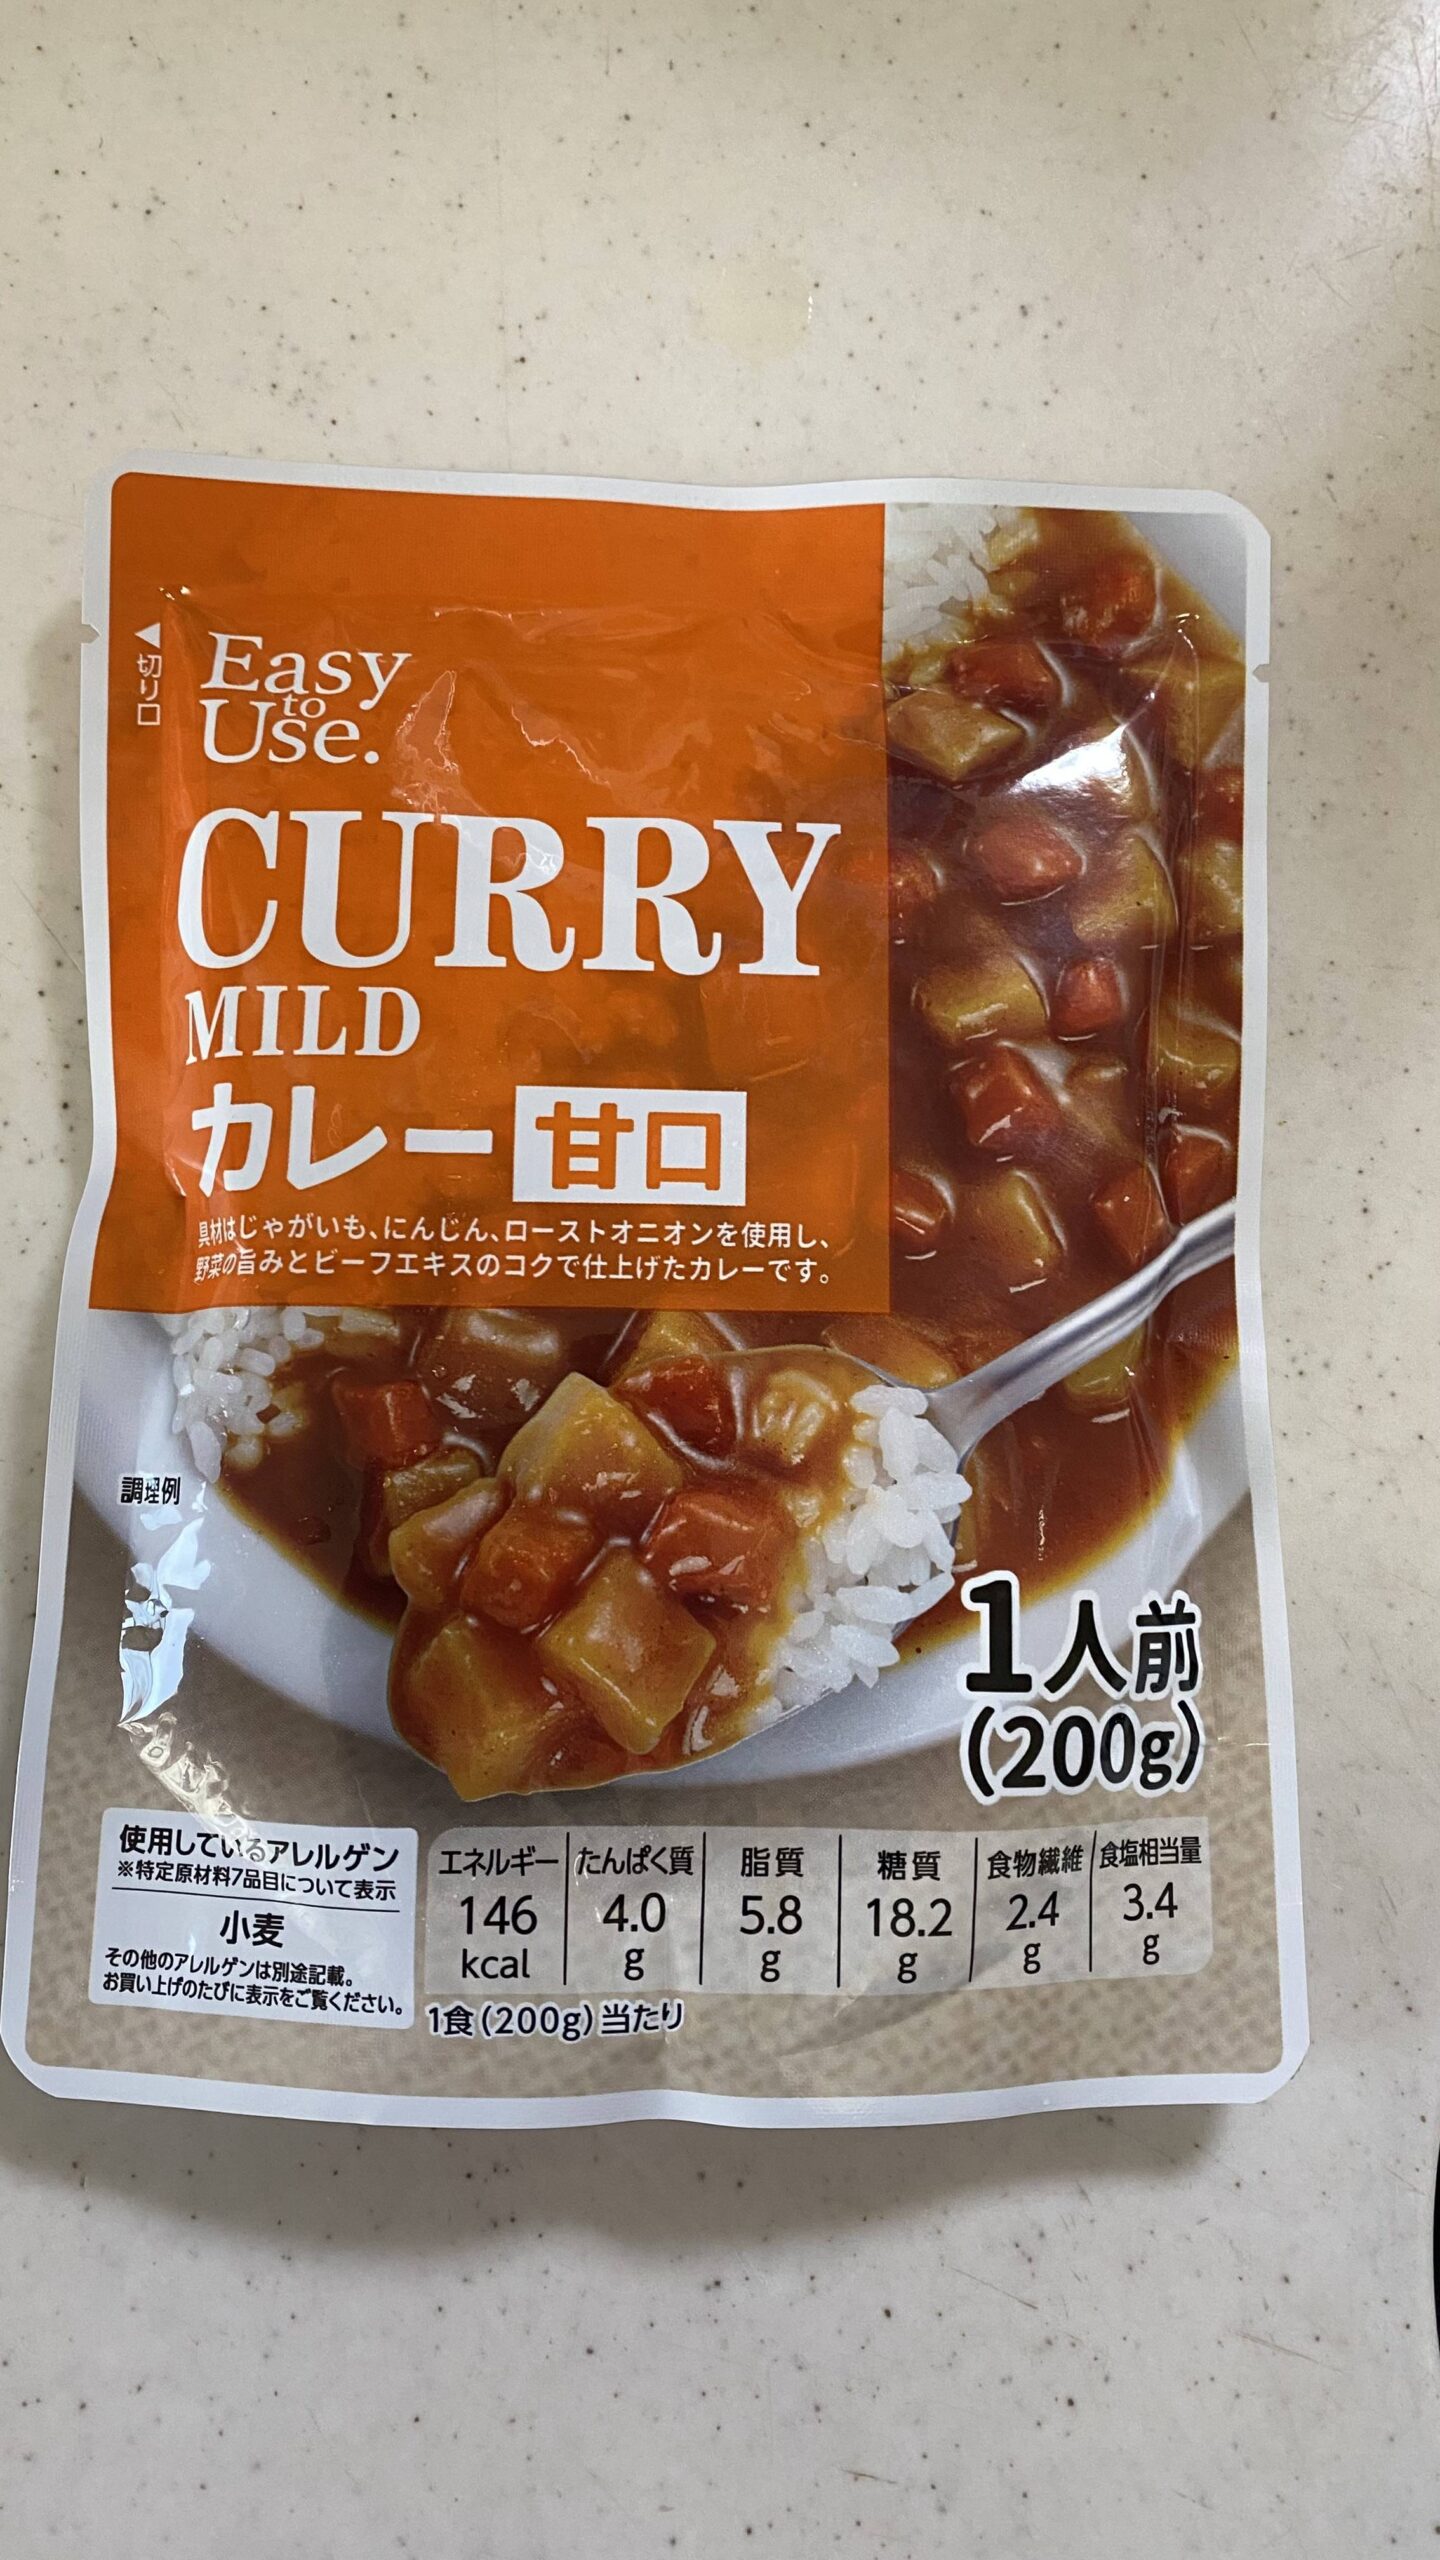 切り口
Easy
to
Use.
CURRY
MILD
カレー 甘口
具材はじゃがいも、にんじん、ローストオニオンを使用し、
野菜の旨みとビーフエキスのコクで仕上げたカレーです。
調理例
1人前
(200g)
使用しているアレルゲン
※特定原材料7品目について表示
小麦
その他のアレルゲンは別途記載。
お買い上げのたびに表示をご覧ください。
エネルギー たんぱく質 脂質 糖質 食物繊維 食塩相当量
146 4.0 5.8 18.2 2.4 3.4
kcal g g g g g
1食(200g)当たり